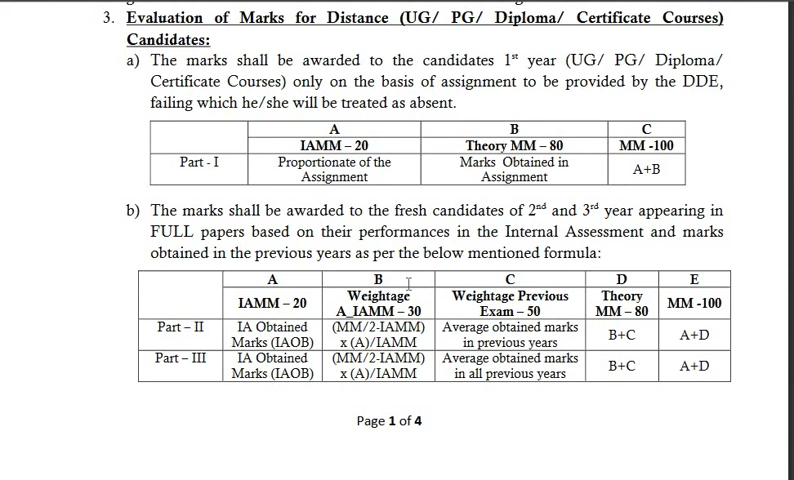 3. Evaluation of Marks for Distance (UG/ PG/ Diploma/ Certificate Courses)
Candidates:
a) The marks shall be awarded to the candidates 1st year (UG/ PG/ Diploma/
Certificate Courses) only on the basis of assignment to be provided by the DDE,
failing which he/she will be treated as absent.
A B C
IAMM – 20 Theory MM – 80 MM -100
Part - I Proportionate of the Assignment Marks Obtained in Assignment A+B
b) The marks shall be awarded to the fresh candidates of 2nd and 3rd year appearing in
FULL papers based on their performances in the Internal Assessment and marks
obtained in the previous years as per the below mentioned formula:
A B C D E
IAMM – 20 Weightage A_IAMM – 30 Weightage Previous Exam – 50 Theory MM – 80 MM -100
Part – II IA Obtained Marks (IAOB) (MM/2-IAMM) x (A)/IAMM Average obtained marks in previous years B+C A+D
Part – III IA Obtained Marks (IAOB) (MM/2-IAMM) x (A)/IAMM Average obtained marks in all previous years B+C A+D
Page 1 of 4